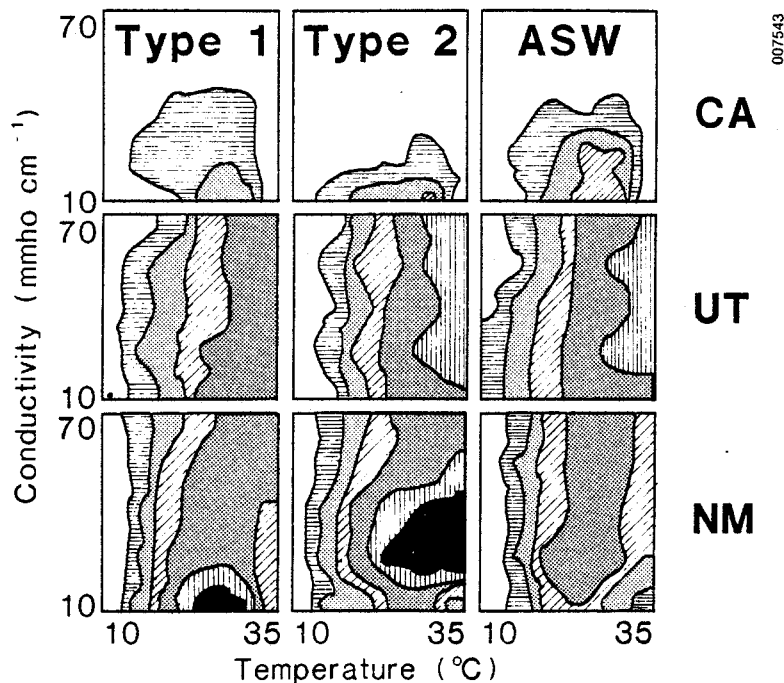 007543
70 Type 1 Type 2 ASW
CA
10
70
UT
10
70
NM
10
10 35 10 35 10 35
Temperature (°C)
Conductivity (mmho cm⁻¹)